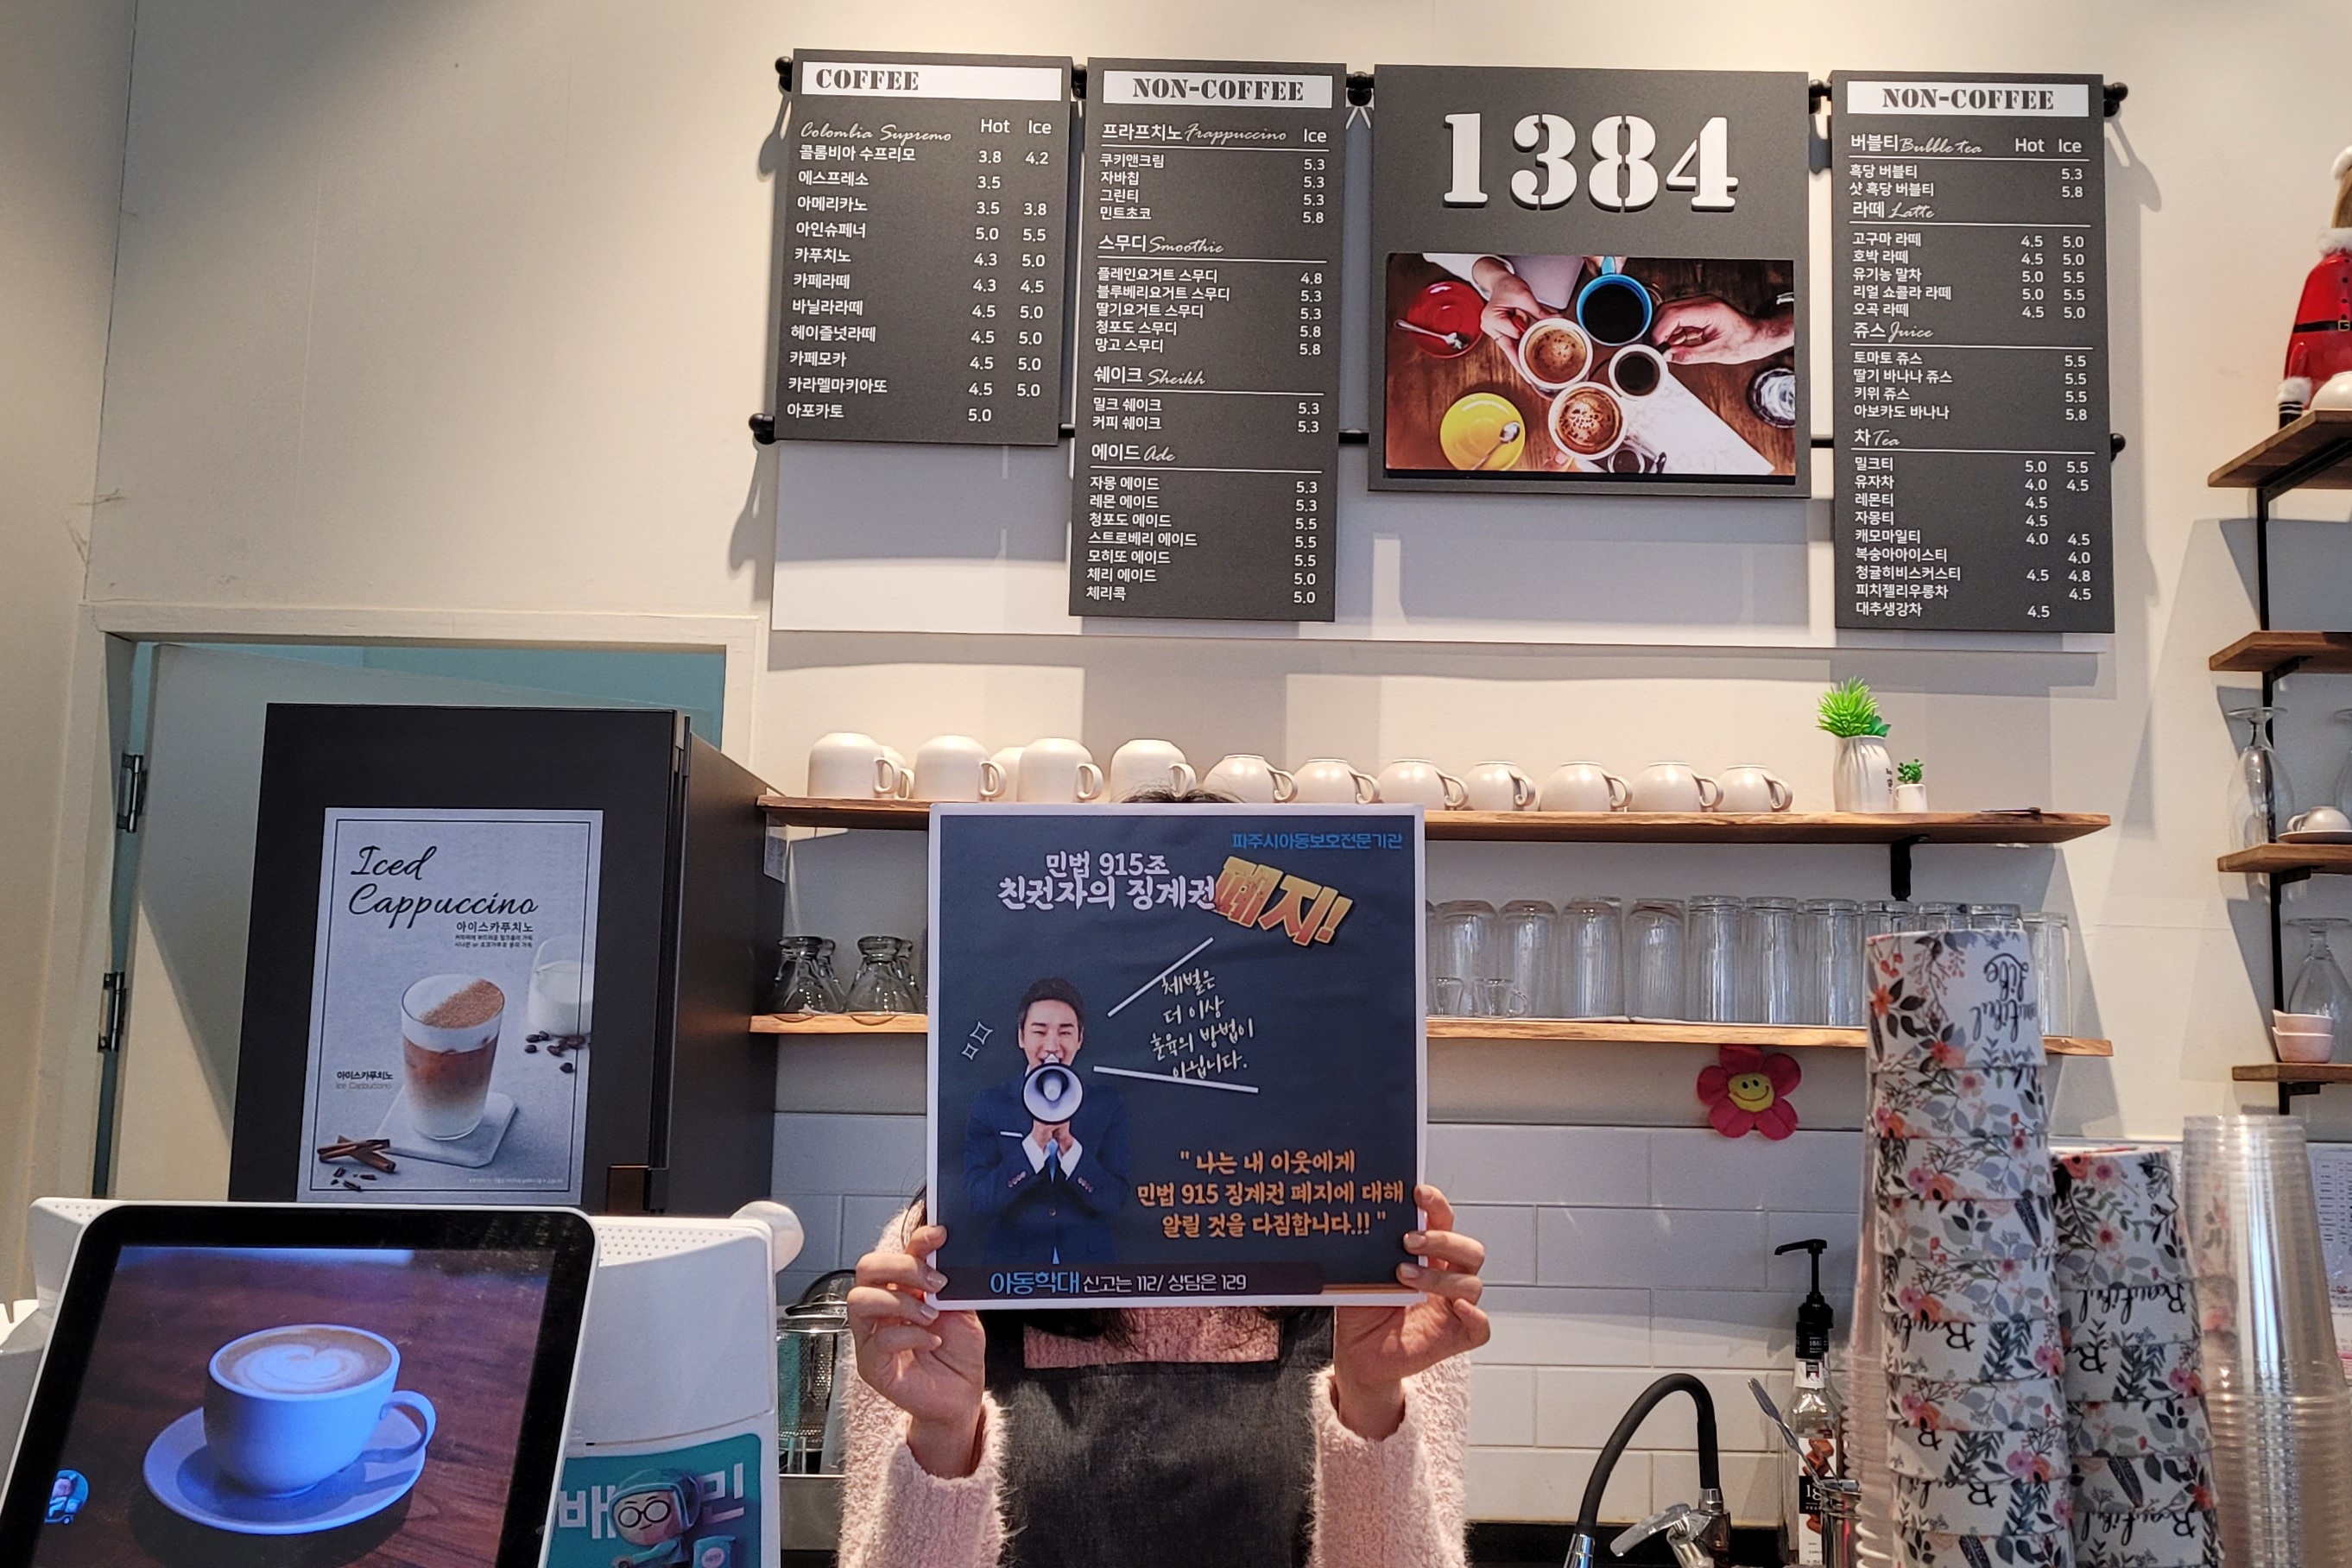 COFFEE
Colombia Supremo Hot Ice
콜롬비아 수프리모 3.8 4.2
에스프레소 3.5
아메리카노 3.5 3.8
아인슈페너 5.0 5.5
카푸치노 4.3 5.0
카페라떼 4.3 4.5
바닐라라떼 4.5 5.0
헤이즐넛라떼 4.5 5.0
카페모카 4.5 5.0
카라멜마키아또 4.5 5.0
아포카토 5.0
NON-COFFEE
프라프치노 Frappuccino Ice
쿠키앤크림 5.3
자바칩 5.3
그린티 5.3
민트초코 5.8
스무디 Smoothie
플레인요거트 스무디 4.8
블루베리요거트 스무디 5.3
딸기요거트 스무디 5.3
청포도 스무디 5.8
망고 스무디 5.8
쉐이크 Sheikh
밀크 쉐이크 5.3
커피 쉐이크 5.3
에이드 Ade
자몽 에이드 5.3
레몬 에이드 5.3
청포도 에이드 5.5
스트로베리 에이드 5.5
모히또 에이드 5.5
체리 에이드 5.0
체리콕 5.0
1384
NON-COFFEE
버블티 Bubble tea Hot Ice
흑당 버블티 5.3
샷 흑당 버블티 5.8
라떼 Latte
고구마 라떼 4.5 5.0
호박 라떼 4.5 5.0
유기농 말차 5.0 5.5
리얼 쇼콜라 라떼 5.0 5.5
오곡 라떼 4.5 5.0
쥬스 Juice
토마토 쥬스 5.5
딸기 바나나 쥬스 5.5
키위 쥬스 5.5
아보카도 바나나 5.8
차 Tea
밀크티 5.0 5.5
유자차 4.0 4.5
레몬티 4.5
자몽티 4.5
캐모마일티 4.0 4.5
복숭아아이스티 4.0
청귤히비스커스티 4.5 4.8
피치젤리우롱차 4.5
대추생강차 4.5
Iced
Cappuccino
아이스카푸치노
아이스카푸치노
Ice Cappuccino
파주시아동보호전문기관
민법 915조
친권자의 징계권 폐지!
체벌은
더 이상
훈육의 방법이
아닙니다.
" 나는 내 이웃에게
민법 915 징계권 폐지에 대해
알릴 것을 다짐합니다.!! "
아동학대 신고는 112/ 상담은 129
배민
Beautiful
Life
Beautiful
Beautiful